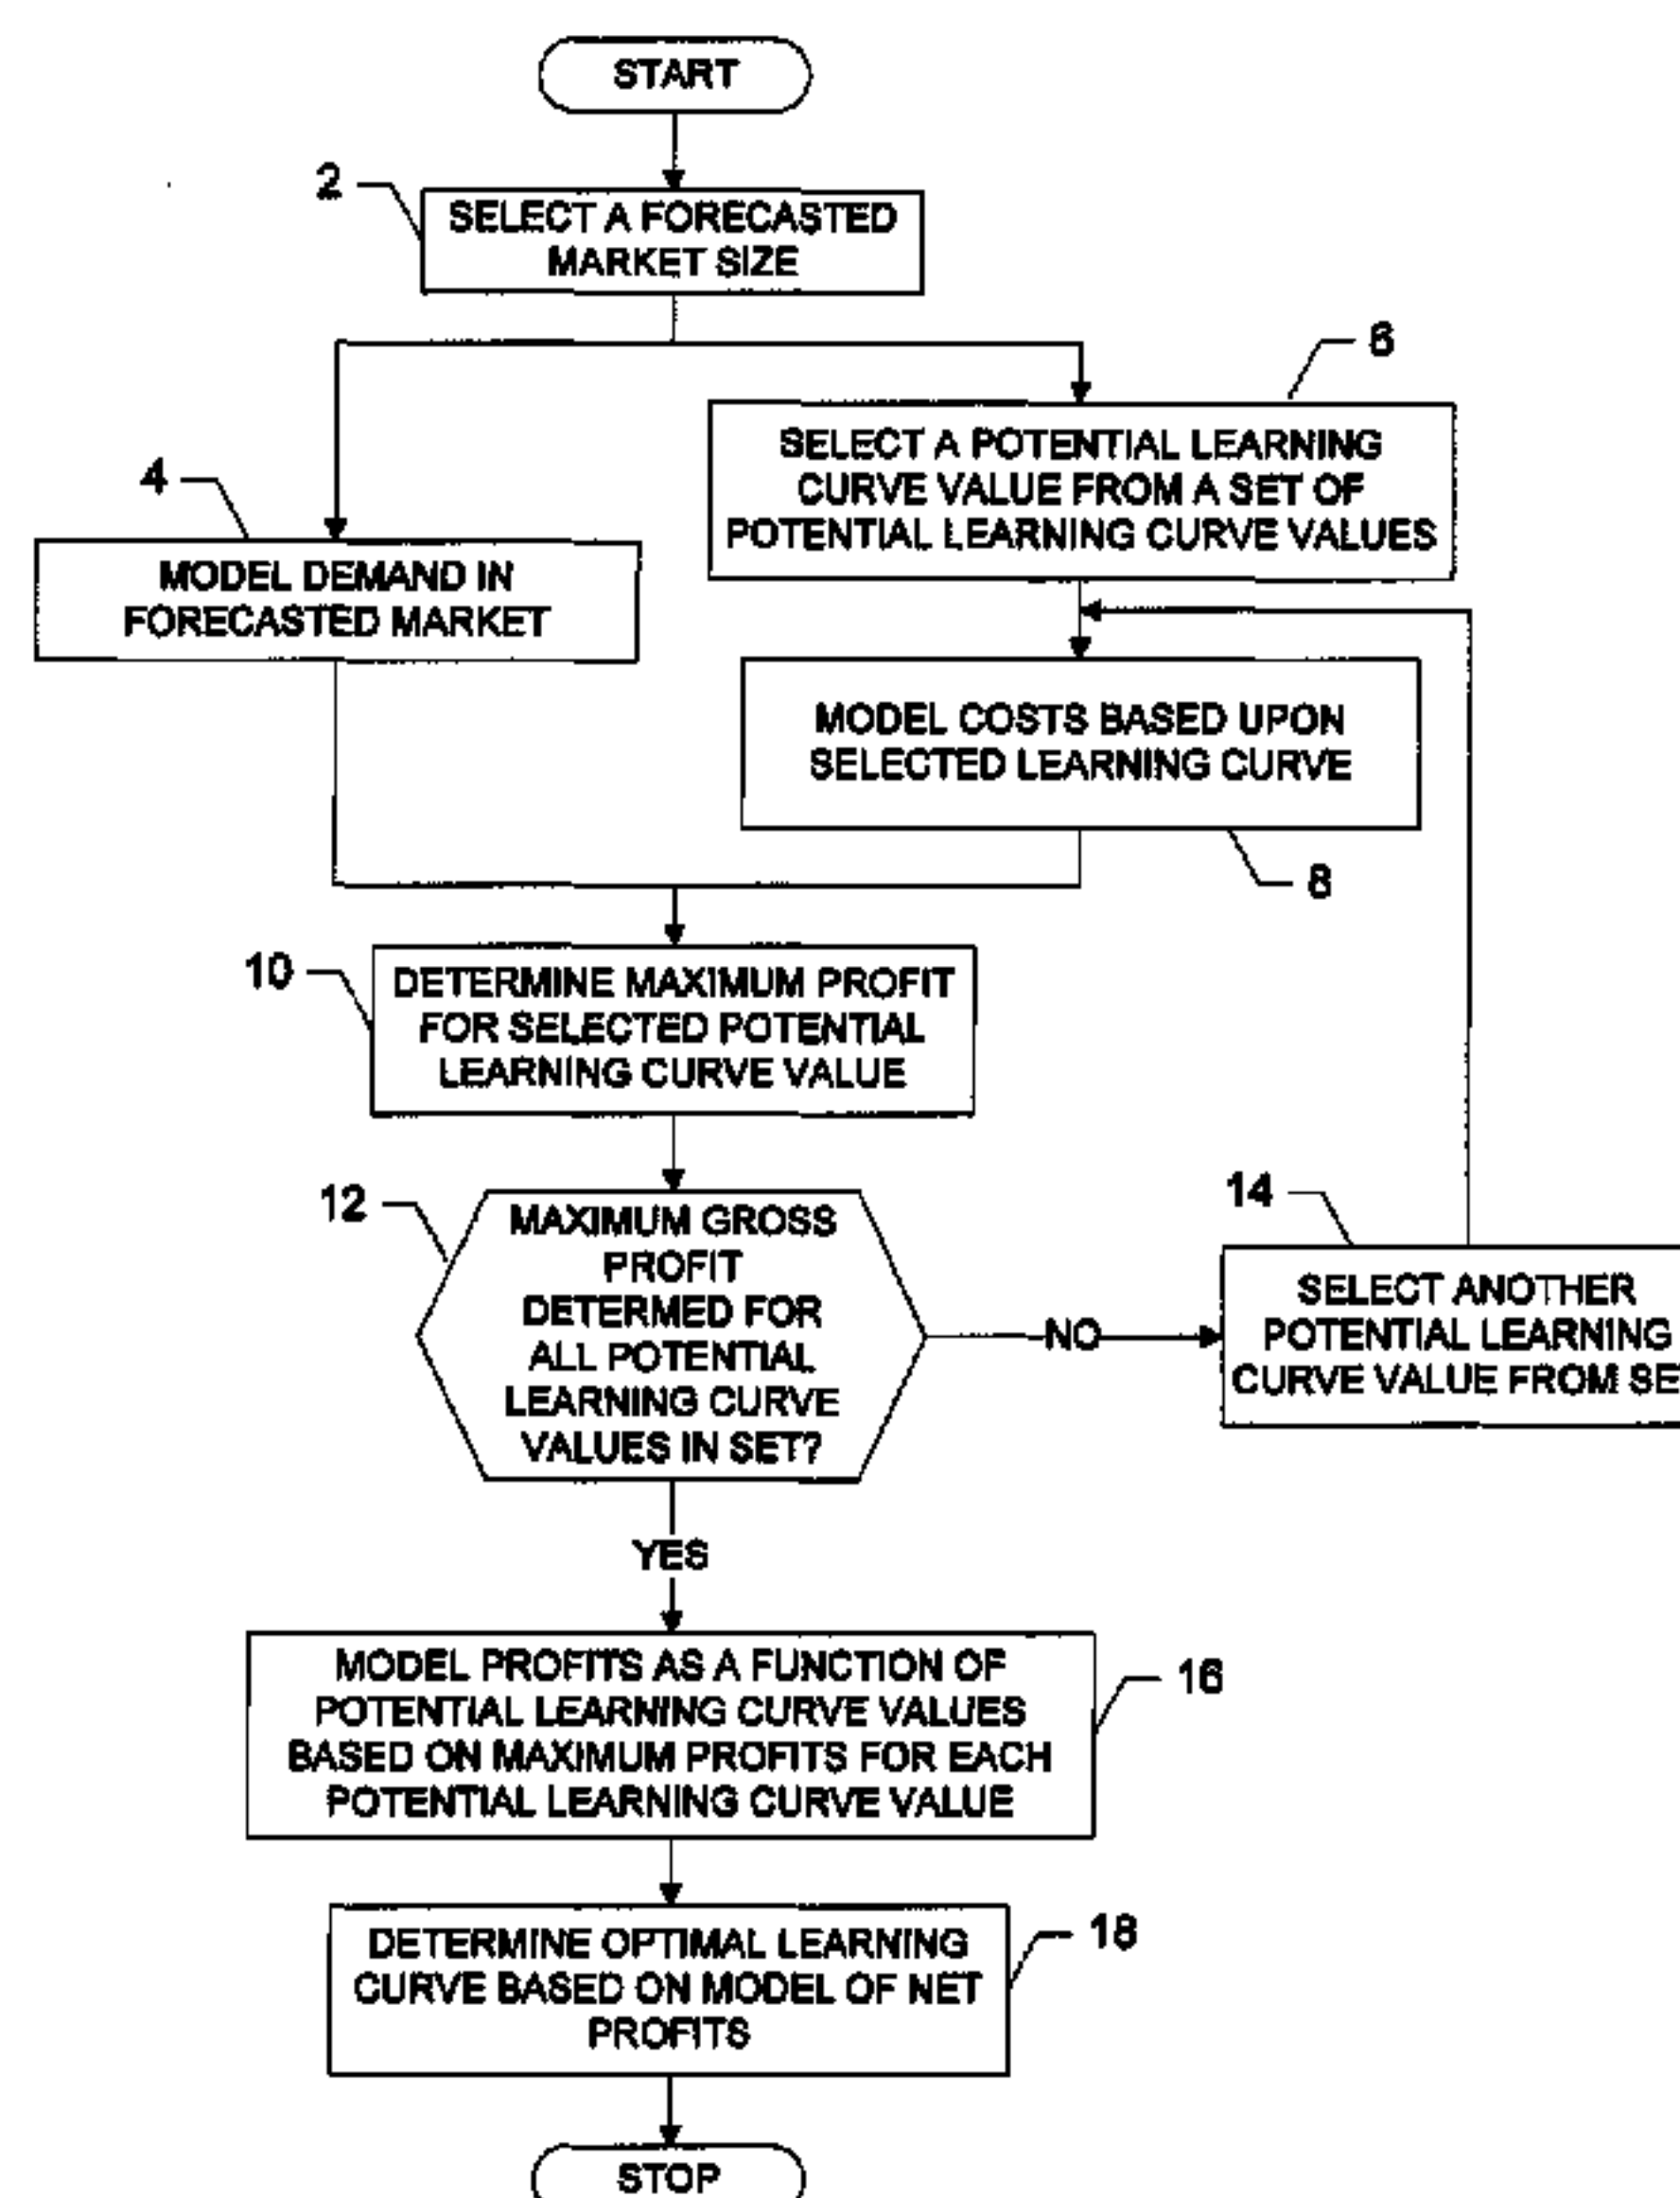 START
2
SELECT A FORECASTED
MARKET SIZE
6
SELECT A POTENTIAL LEARNING
CURVE VALUE FROM A SET OF
POTENTIAL LEARNING CURVE VALUES
4
MODEL DEMAND IN
FORECASTED MARKET
MODEL COSTS BASED UPON
SELECTED LEARNING CURVE
8
10
DETERMINE MAXIMUM PROFIT
FOR SELECTED POTENTIAL
LEARNING CURVE VALUE
12
MAXIMUM GROSS
PROFIT
DETERMED FOR
ALL POTENTIAL
LEARNING CURVE
VALUES IN SET?
NO
14
SELECT ANOTHER
POTENTIAL LEARNING
CURVE VALUE FROM SE
YES
MODEL PROFITS AS A FUNCTION OF
POTENTIAL LEARNING CURVE VALUES
BASED ON MAXIMUM PROFITS FOR EACH
POTENTIAL LEARNING CURVE VALUE
16
DETERMINE OPTIMAL LEARNING
CURVE BASED ON MODEL OF NET
PROFITS
18
STOP